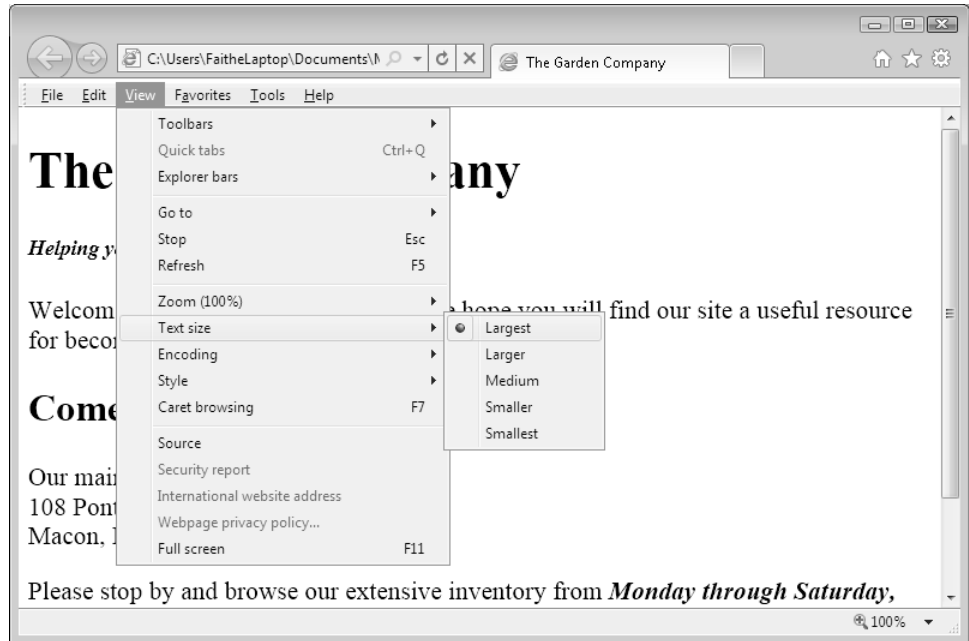 C:\Users\FaitheLaptop\Documents\
The Garden Company
File Edit View Favorites Tools Help
Toolbars
Quick tabs Ctrl+Q
Explorer bars
Go to
Stop Esc
Refresh F5
Zoom (100%)
Text size
Encoding
Style
Caret browsing F7
Source
Security report
International website address
Webpage privacy policy...
Full screen F11
Largest
Larger
Medium
Smaller
Smallest
The any
Helping y
Welcom hope you will find our site a useful resource
for beco
Come
Our mai
108 Pon
Macon,
Please stop by and browse our extensive inventory from Monday through Saturday,
100%